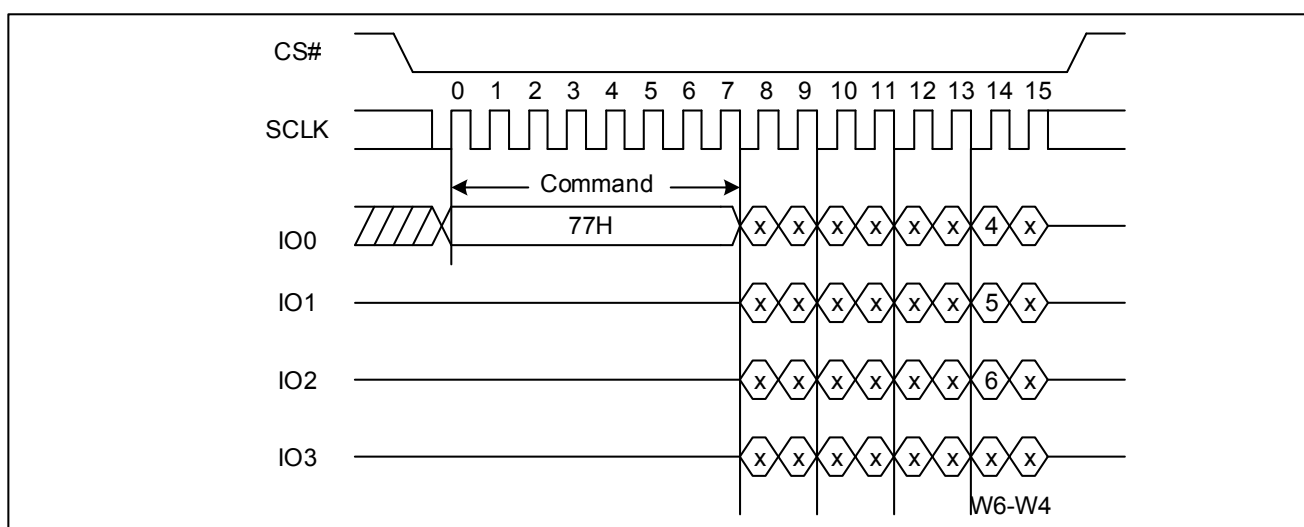 CS#
0 1 2 3 4 5 6 7 8 9 10 11 12 13 14 15
SCLK
Command
IO0 77H x x x x x x 4 x
IO1 x x x x x x 5 x
IO2 x x x x x x 6 x
IO3 x x x x x x x x
W6-W4